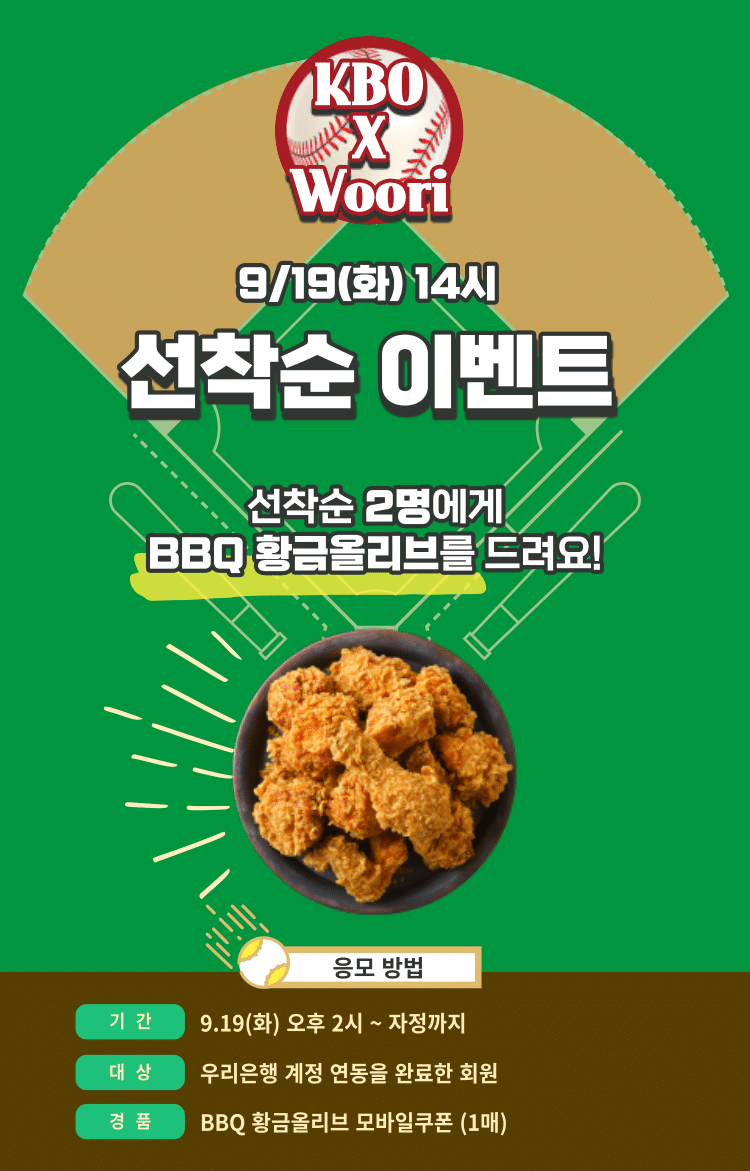 KBO
X
Woori
9/19(화) 14시
선착순 이벤트
선착순 2명에게
BBQ 황금올리브를 드려요!
응모 방법
기 간
9.19(화) 오후 2시 ~ 자정까지
대 상
우리은행 계정 연동을 완료한 회원
경 품
BBQ 황금올리브 모바일쿠폰 (1매)